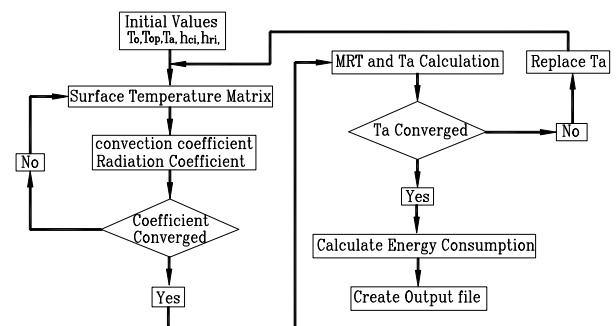 Initial Values
To,Top,Ta,hci,hri,
Surface Temperature Matrix
convection coefficient
Radiation Coefficient
No
Coefficient
Converged
Yes
MRT and Ta Calculation
Replace Ta
Ta Converged
No
Yes
Calculate Energy Consumption
Create Output file